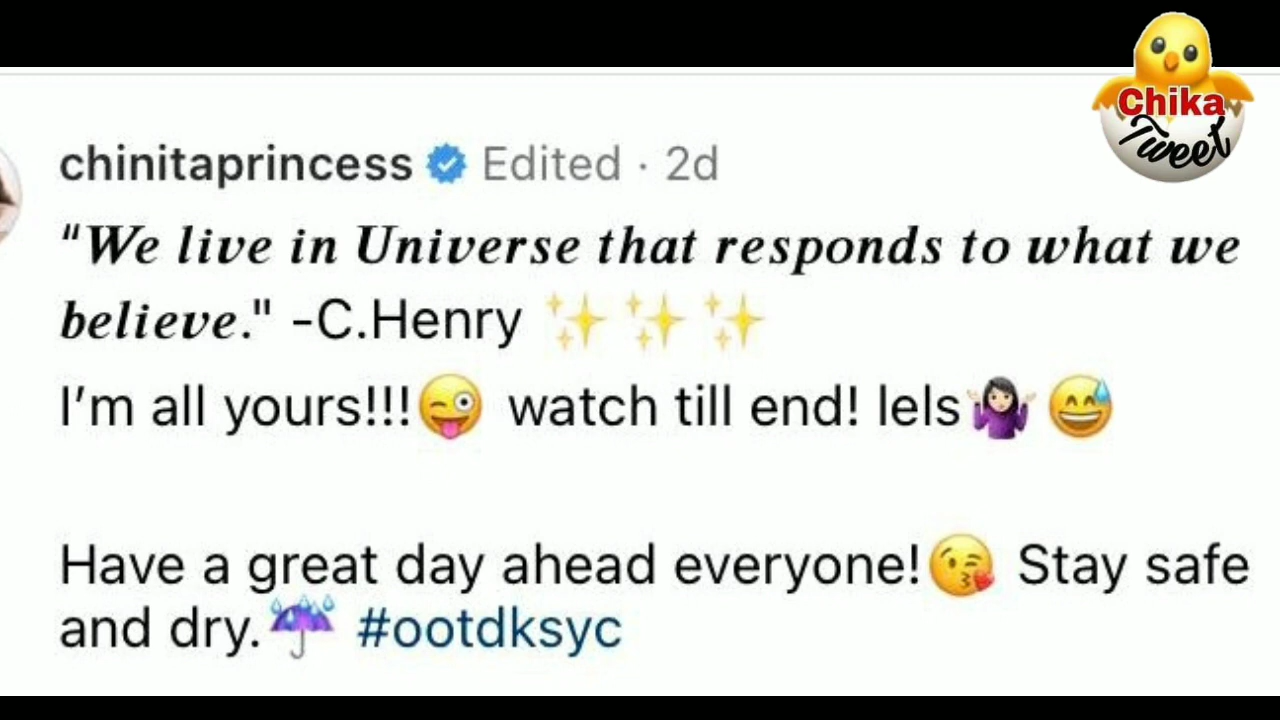 Chika
Tweet
chinitaprincess Edited · 2d
"We live in Universe that responds to what we
believe." -C.Henry ✨ ✨ ✨
I'm all yours!!!😜 watch till end! lels🤷🏻‍♀️😅
Have a great day ahead everyone!😘 Stay safe
and dry.☔ #ootdksyc